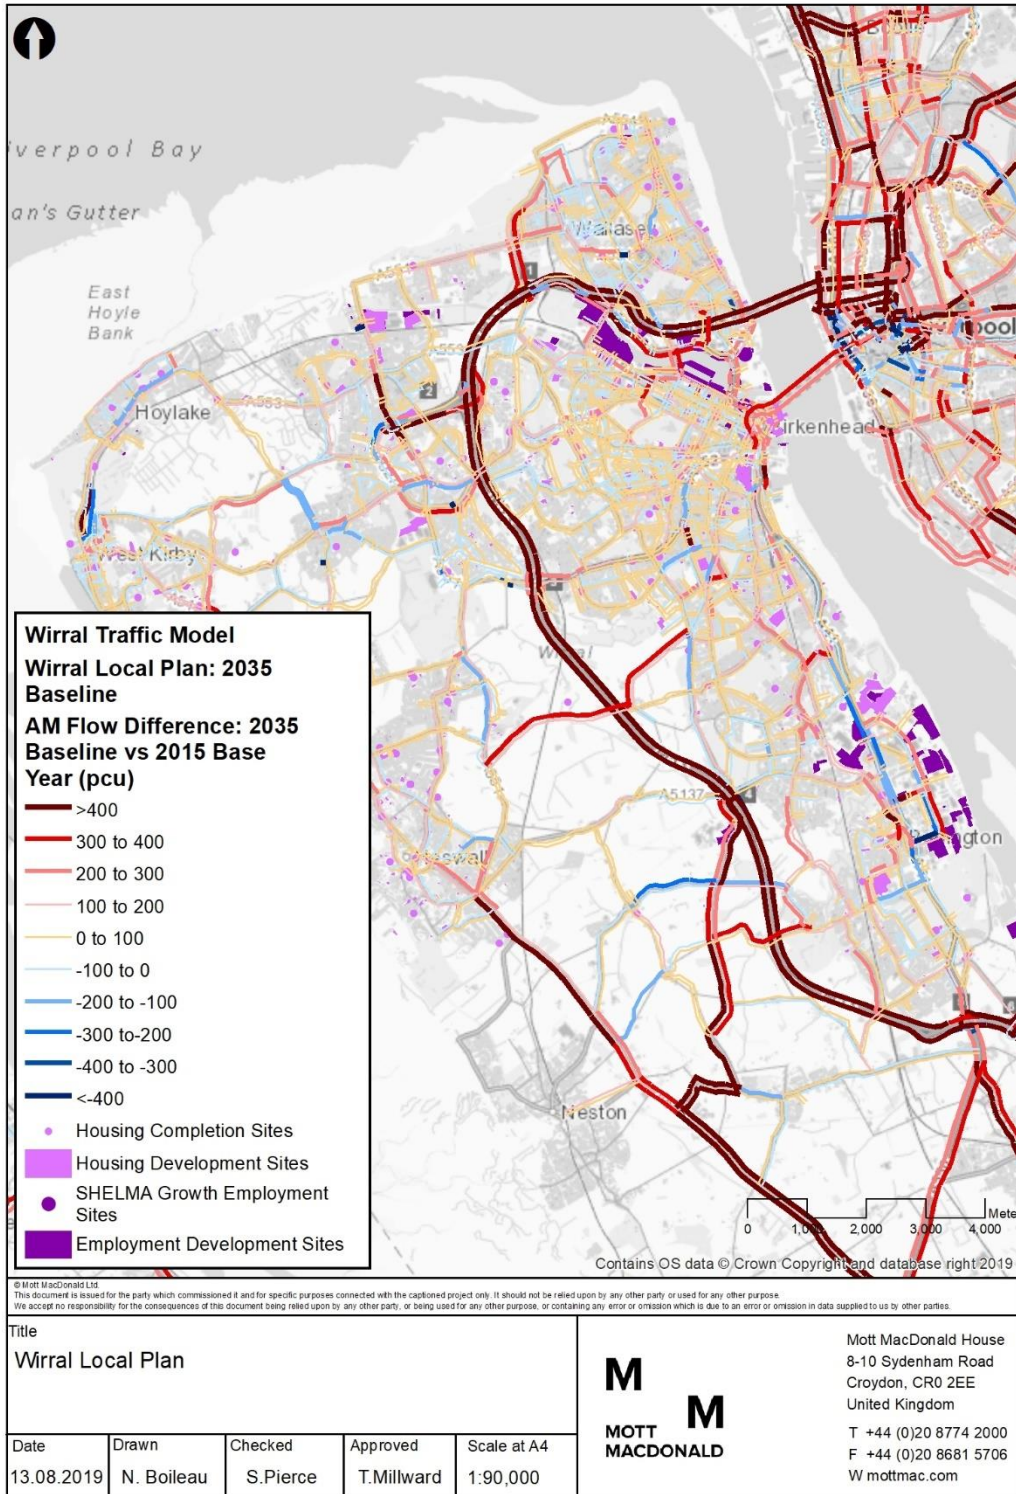 Liverpool Bay
East
Hoyle
Bank
Wallasey
Hoylake
Birkenhead
West Kirby
A5137
Heswall
Neston
Wirral Traffic Model
Wirral Local Plan: 2035
Baseline
AM Flow Difference: 2035
Baseline vs 2015 Base
Year (pcu)
>400
300 to 400
200 to 300
100 to 200
0 to 100
-100 to 0
-200 to -100
-300 to-200
-400 to -300
<-400
Housing Completion Sites
Housing Development Sites
SHELMA Growth Employment
Sites
Employment Development Sites
0 1,000 2,000 3,000 4,000
Contains OS data © Crown Copyright and database right 2019
© Mott MacDonald Ltd.
This document is issued for the party which commissioned it and for specific purposes connected with the captioned project only. It should not be relied upon by any other party or used for any other purpose.
We accept no responsibility for the consequences of this document being relied upon by any other party, or being used for any other purpose, or containing any error or omission which is due to an error or omission in data supplied to us by other parties.
Title
Wirral Local Plan
Date
13.08.2019
Drawn
N. Boileau
Checked
S.Pierce
Approved
T.Millward
Scale at A4
1:90,000
M
M
MOTT
MACDONALD
Mott MacDonald House
8-10 Sydenham Road
Croydon, CR0 2EE
United Kingdom
T +44 (0)20 8774 2000
F +44 (0)20 8681 5706
W mottmac.com